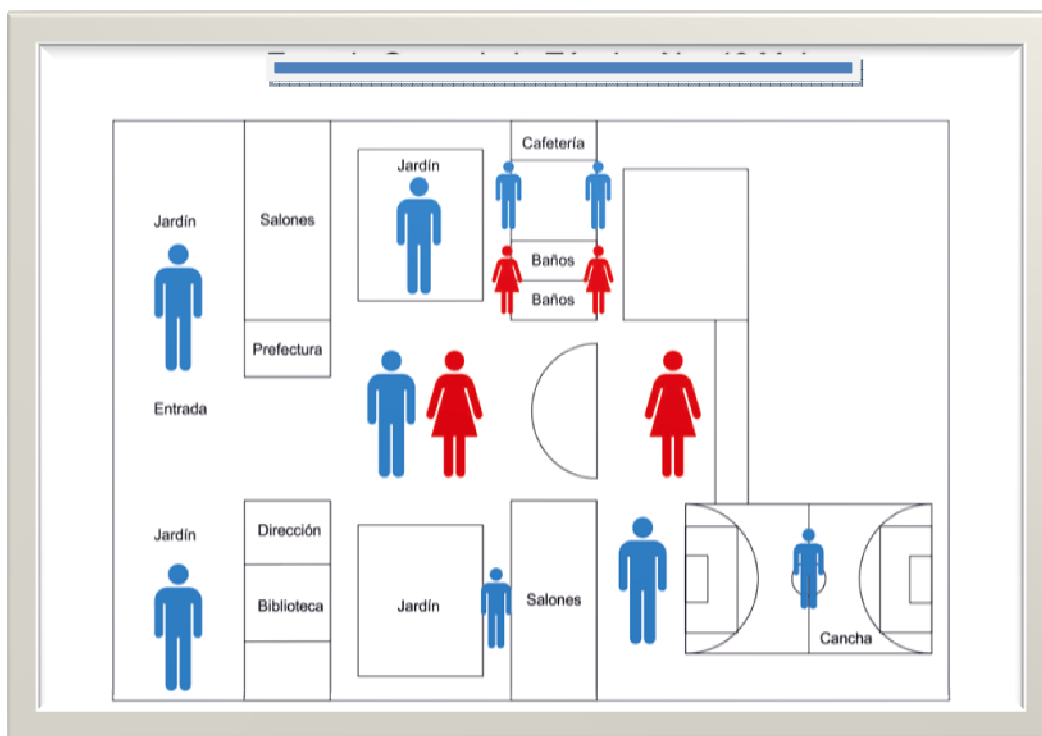 Cafetería
Jardín
Jardín
Salones
Baños
Baños
Prefectura
Entrada
Jardín
Dirección
Biblioteca
Jardín
Salones
Cancha